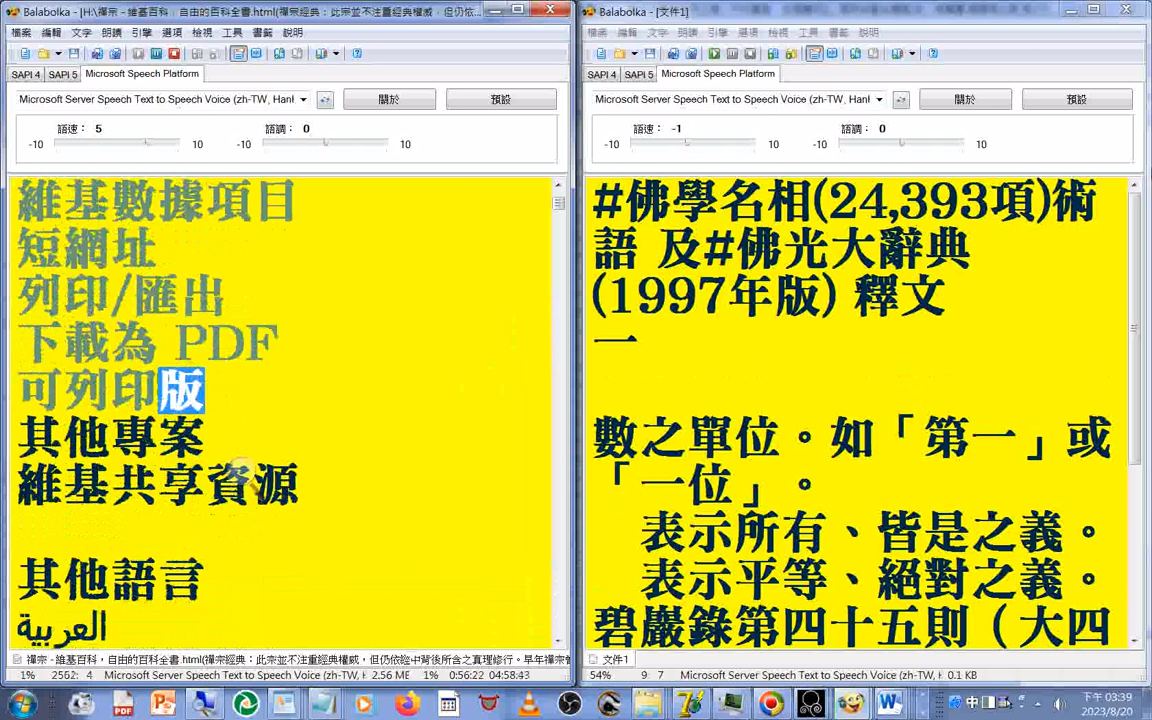 Balabolka - [H:\禪宗 - 維基百科，自由的百科全書.html(禪宗經典：此宗並不注重經典權威，但仍依...
檔案 編輯 文字 朗讀 引擎 選項 檢視 工具 書籤 說明
SAPI 4 SAPI 5 Microsoft Speech Platform
Microsoft Server Speech Text to Speech Voice (zh-TW, Han
關於 預設
語速： 5 語調： 0
-10 10 -10 10
維基數據項目
短網址
列印/匯出
下載為 PDF
可列印版
其他專案
維基共享資源
其他語言
العربية
禪宗 - 維基百科，自由的百科全書.html(禪宗經典：此宗並不注重經典權威，但仍依經中背後所含之真理修行。早年禪宗
1% 2562: 4 Microsoft Server Speech Text to Speech Voice (zh-TW, H 2.56 MB 1% 0:56:22 04:58:43
Balabolka - [文件1]
檔案 編輯 文字 朗讀 引擎 選項 檢視 工具 書籤 說明
SAPI 4 SAPI 5 Microsoft Speech Platform
Microsoft Server Speech Text to Speech Voice (zh-TW, Han
關於 預設
語速： -1 語調： 0
-10 10 -10 10
#佛學名相(24,393項)術
語 及#佛光大辭典
(1997年版) 釋文
一
數之單位。如「第一」或
「一位」。
表示所有、皆是之義。
表示平等、絕對之義。
碧巖錄第四十五則（大四
文件1
54% 9: 7 Microsoft Server Speech Text to Speech Voice (zh-TW, H 0.1 KB
中
下午 03:39
2023/8/20